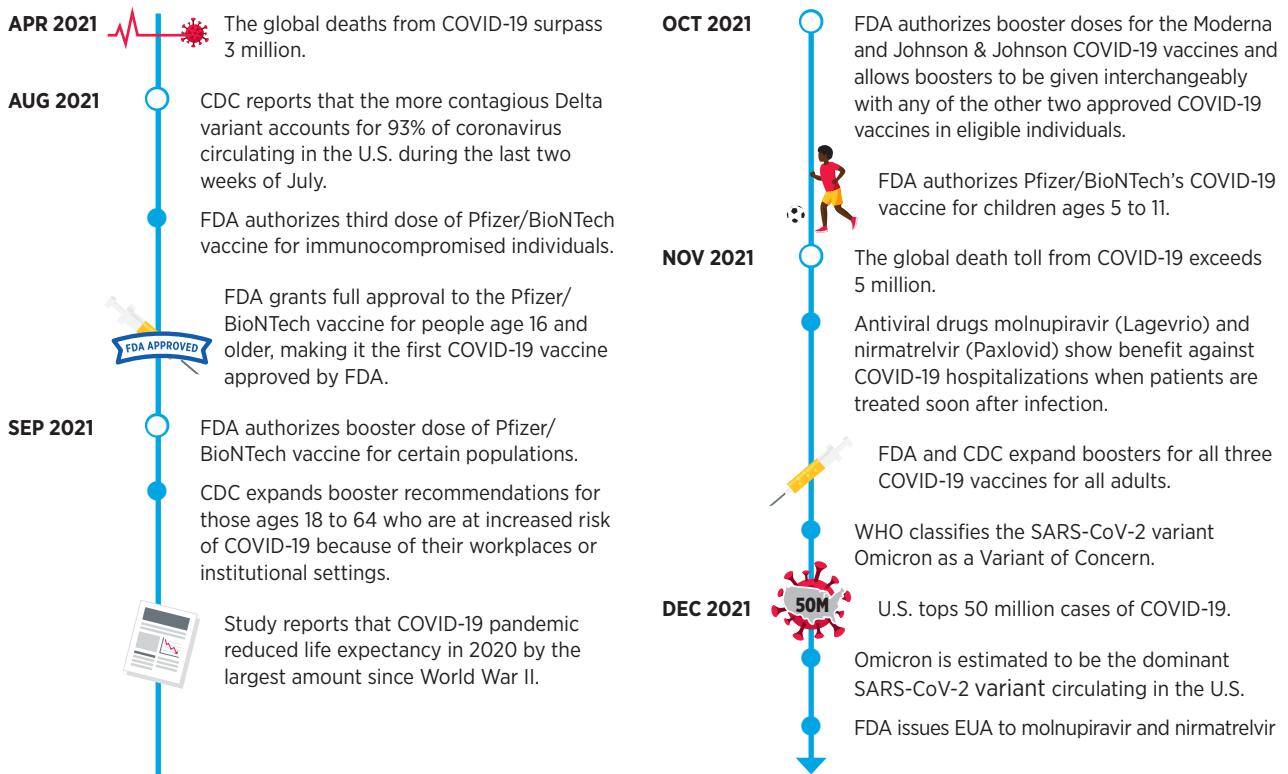 APR 2021
The global deaths from COVID-19 surpass
3 million.
AUG 2021
CDC reports that the more contagious Delta
variant accounts for 93% of coronavirus
circulating in the U.S. during the last two
weeks of July.
FDA authorizes third dose of Pfizer/BioNTech
vaccine for immunocompromised individuals.
FDA APPROVED
FDA grants full approval to the Pfizer/
BioNTech vaccine for people age 16 and
older, making it the first COVID-19 vaccine
approved by FDA.
SEP 2021
FDA authorizes booster dose of Pfizer/
BioNTech vaccine for certain populations.
CDC expands booster recommendations for
those ages 18 to 64 who are at increased risk
of COVID-19 because of their workplaces or
institutional settings.
Study reports that COVID-19 pandemic
reduced life expectancy in 2020 by the
largest amount since World War II.
OCT 2021
FDA authorizes booster doses for the Moderna
and Johnson & Johnson COVID-19 vaccines and
allows boosters to be given interchangeably
with any of the other two approved COVID-19
vaccines in eligible individuals.
FDA authorizes Pfizer/BioNTech's COVID-19
vaccine for children ages 5 to 11.
NOV 2021
The global death toll from COVID-19 exceeds
5 million.
Antiviral drugs molnupiravir (Lagevrio) and
nirmatrelvir (Paxlovid) show benefit against
COVID-19 hospitalizations when patients are
treated soon after infection.
FDA and CDC expand boosters for all three
COVID-19 vaccines for all adults.
WHO classifies the SARS-CoV-2 variant
Omicron as a Variant of Concern.
DEC 2021
50M
U.S. tops 50 million cases of COVID-19.
Omicron is estimated to be the dominant
SARS-CoV-2 variant circulating in the U.S.
FDA issues EUA to molnupiravir and nirmatrelvir